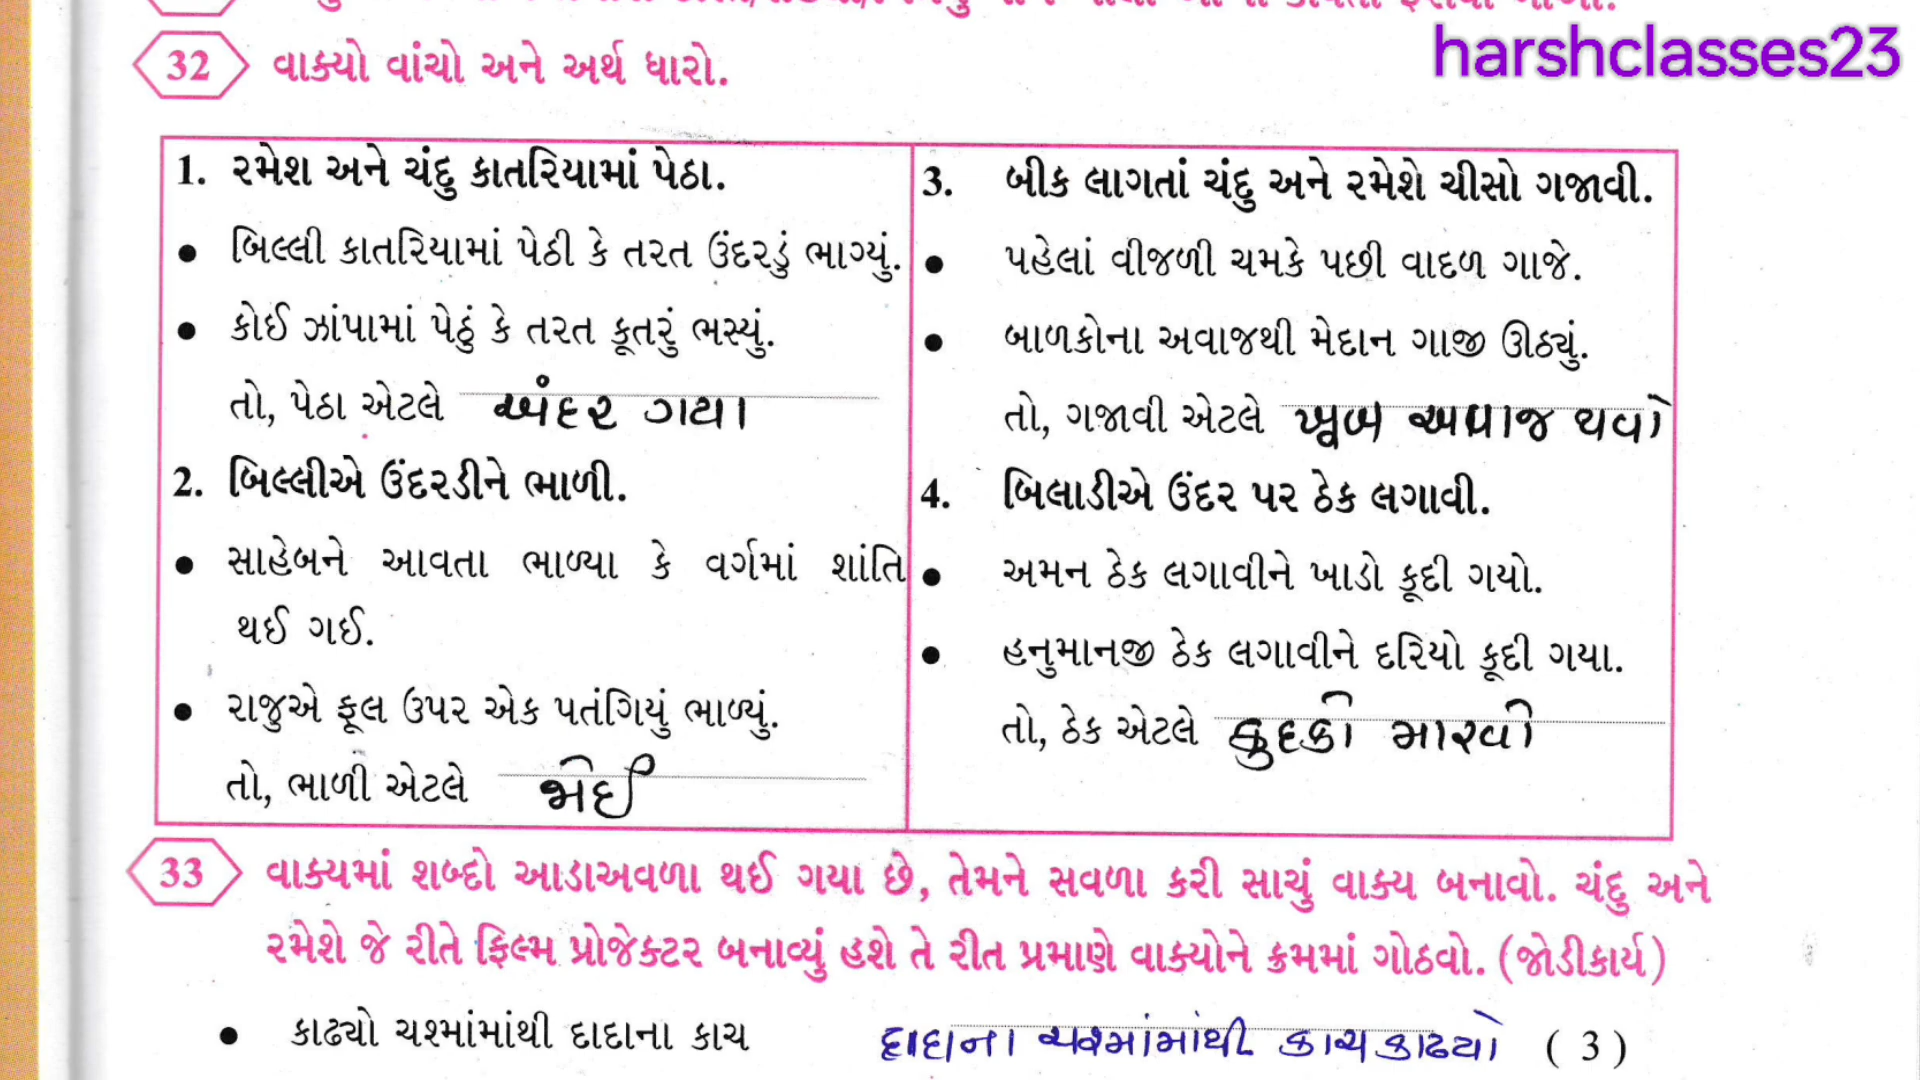 harshclasses23
32 વાક્યો વાંચો અને અર્થ ધારો.
1. રમેશ અને ચંદુ કાતરિયામાં પેઠા.
• બિલ્લી કાતરિયામાં પેઠી કે તરત ઉંદરડું ભાગ્યું.
• કોઈ ઝાંપામાં પેઠું કે તરત કૂતરું ભસ્યું.
તો, પેઠા એટલે અંદર ગયા
2. બિલ્લીએ ઉંદરડીને ભાળી.
• સાહેબને આવતા ભાળ્યા કે વર્ગમાં શાંતિ
થઈ ગઈ.
• રાજુએ ફૂલ ઉપર એક પતંગિયું ભાળ્યું.
તો, ભાળી એટલે જોઈ
3. બીક લાગતાં ચંદુ અને રમેશે ચીસો ગજાવી.
• પહેલાં વીજળી ચમકે પછી વાદળ ગાજે.
• બાળકોના અવાજથી મેદાન ગાજી ઊઠ્યું.
તો, ગજાવી એટલે ખૂબ અવાજ થવો
4. બિલાડીએ ઉંદર પર ઠેક લગાવી.
• અમન ઠેક લગાવીને ખાડો કૂદી ગયો.
• હનુમાનજી ઠેક લગાવીને દરિયો કૂદી ગયા.
તો, ઠેક એટલે કુદકો મારવો
33 વાક્યમાં શબ્દો આડાઅવળા થઈ ગયા છે, તેમને સવળા કરી સાચું વાક્ય બનાવો. ચંદુ અને
રમેશે જે રીતે ફિલ્મ પ્રોજેક્ટર બનાવ્યું હશે તે રીત પ્રમાણે વાક્યોને ક્રમમાં ગોઠવો. (જોડીકાર્ય)
• કાઢ્યો ચશ્માંમાંથી દાદાના કાચ દાદાના ચશ્માંમાંથી કાચ કાઢયો ( 3 )